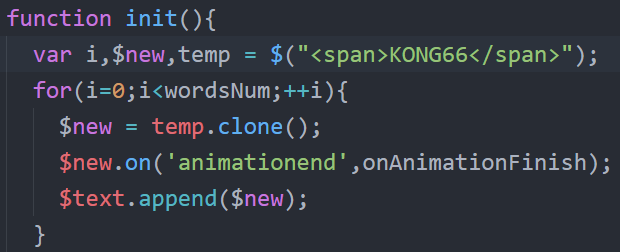 function init(){
var i,$new,temp = $("<span>KONG66</span>");
for(i=0;i<wordsNum;++i){
$new = temp.clone();
$new.on('animationend',onAnimationFinish);
$text.append($new);
}